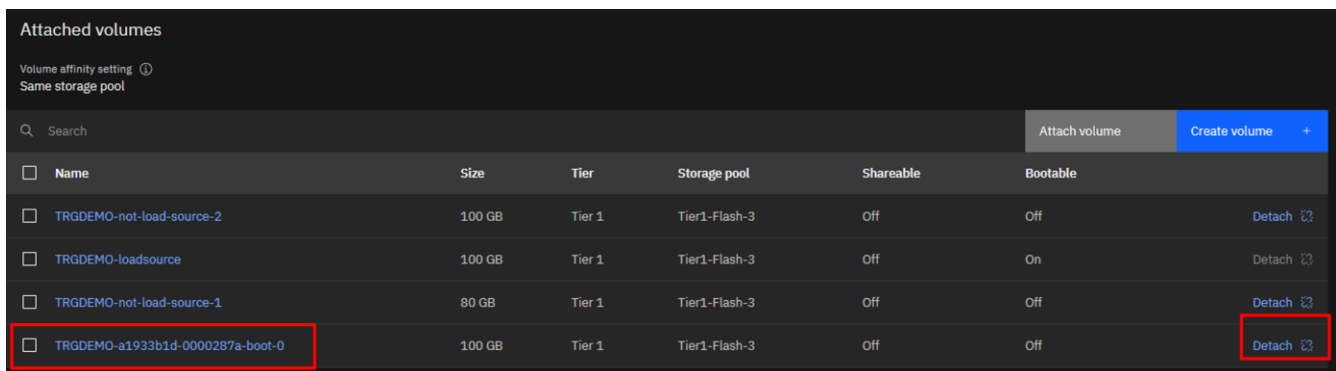 Attached volumes
Volume affinity setting
Same storage pool
Search
Attach volume
Create volume +
Name Size Tier Storage pool Shareable Bootable
TRGDEMO-not-load-source-2 100 GB Tier 1 Tier1-Flash-3 Off Off Detach
TRGDEMO-loadsource 100 GB Tier 1 Tier1-Flash-3 Off On Detach
TRGDEMO-not-load-source-1 80 GB Tier 1 Tier1-Flash-3 Off Off Detach
TRGDEMO-a1933b1d-0000287a-boot-0 100 GB Tier 1 Tier1-Flash-3 Off Off Detach